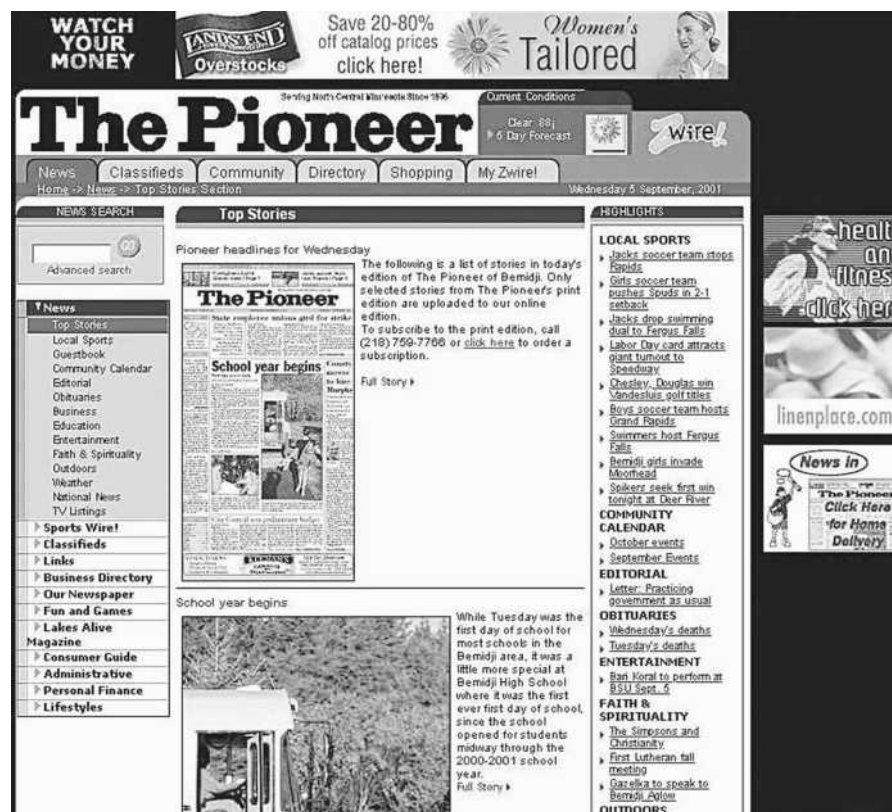 WATCH
YOUR
MONEY
LANDS' END
Overstocks
Save 20-80%
off catalog prices
click here!
Women's
Tailored
Serving North Central Minnesota Since 1896
The Pioneer
Current Conditions
Clear 88¡
5 Day Forecast
Zwire!
News
Classifieds
Community
Directory
Shopping
My Zwire!
Home -> News -> Top Stories Section
Wednesday 5 September, 2001
NEWS SEARCH
GO
Advanced search
News
Top Stories
Local Sports
Guestbook
Community Calendar
Editorial
Obituaries
Business
Education
Entertainment
Faith & Spirituality
Outdoors
Weather
National News
TV Listings
Sports Wire!
Classifieds
Links
Business Directory
Our Newspaper
Fun and Games
Lakes Alive
Magazine
Consumer Guide
Administrative
Personal Finance
Lifestyles
Top Stories
Pioneer headlines for Wednesday
The Pioneer
State employee unions
for strike
School year begins
City Council
preliminary budget
The following is a list of stories in today's
edition of The Pioneer of Bemidji. Only
selected stories from The Pioneer's print
edition are uploaded to our online
edition.
To subscribe to the print edition, call
(218) 759-7766 or click here to order a
subscription.
Full Story
School year begins
While Tuesday was the
first day of school for
most schools in the
Bemidji area, it was a
little more special at
Bemidji High School
where it was the first
ever first day of school,
since the school
opened for students
midway through the
2000-2001 school
year.
Full Story
HIGHLIGHTS
LOCAL SPORTS
Jacks soccer team stops
Rapids
Girls soccer team
pushes Spuds in 2-1
setback
Jacks drop swimming
dual to Fergus Falls
Labor Day card attracts
giant turnout to
Speedway
Chesley, Douglas win
Vandesluis golf titles
Boys soccer team hosts
Grand Rapids
Swimmers host Fergus
Falls
Bemidji girls invade
Moorhead
Spikers seek first win
tonight at Deer River
COMMUNITY
CALENDAR
October events
September Events
EDITORIAL
Letter: Practicing
government as usual
OBITUARIES
Wednesday's deaths
Tuesday's deaths
ENTERTAINMENT
Bari Koral to perform at
BSU Sept. 5
FAITH &
SPIRITUALITY
The Simpsons and
Christianity
First Lutheran fall
meeting
Gazelka to speak to
Bemidji Aglow
OUTDOORS
healt
an
fitnes
click her
linenplace.com
News in
The Pioneer
Click Here
for Home
Delivery